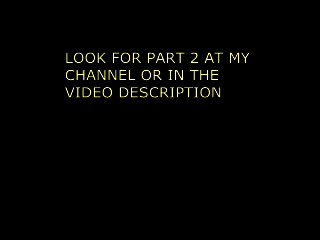 LOOK FOR PART 2 AT MY
CHANNEL OR IN THE
VIDEO DESCRIPTION